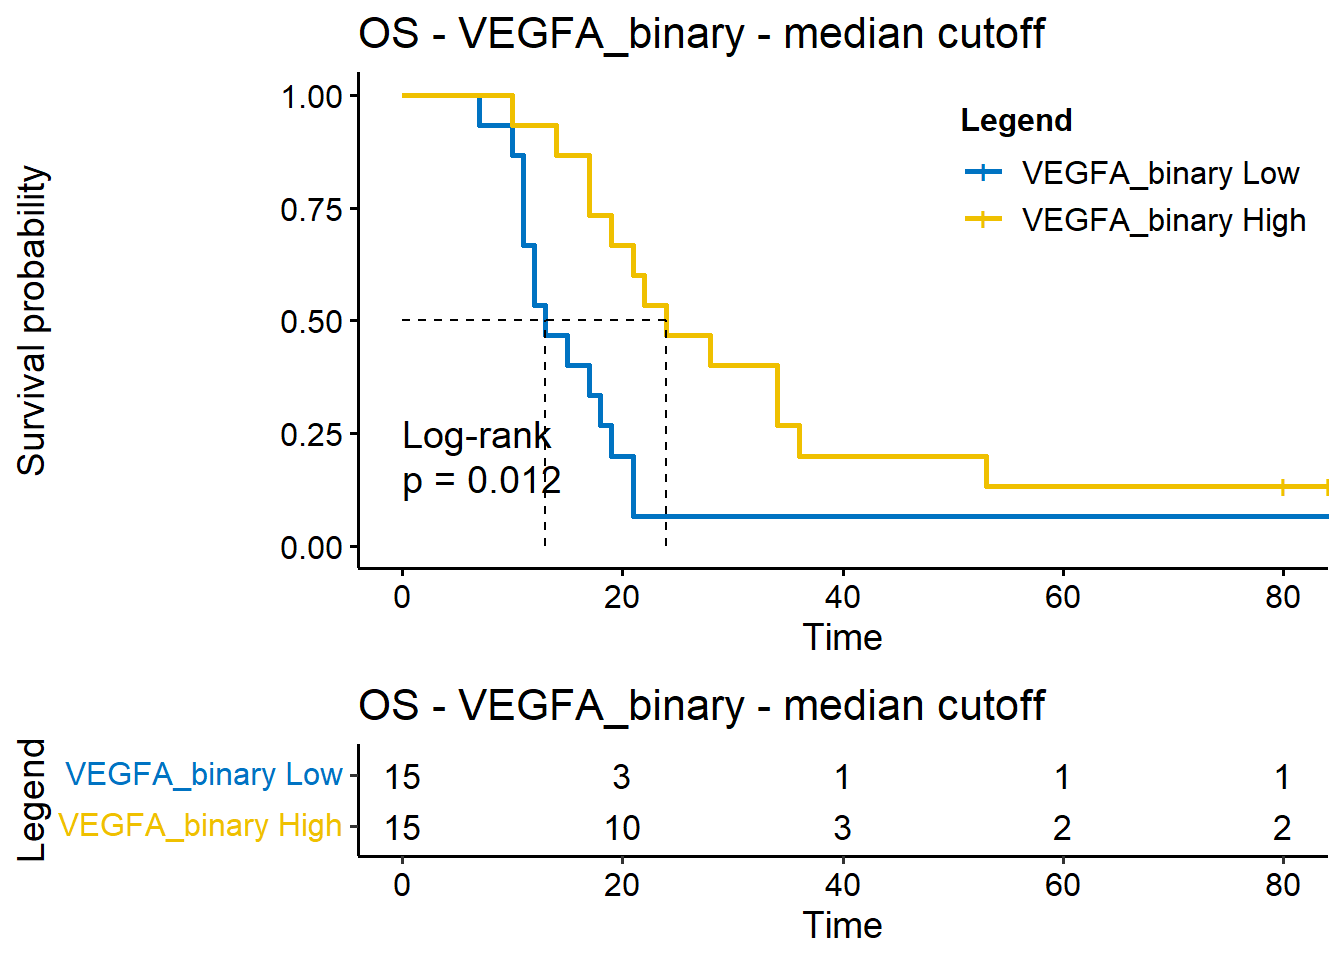 OS - VEGFA_binary - median cutoff
Survival probability
1.00
0.75
0.50
0.25
0.00
Legend
VEGFA_binary Low
VEGFA_binary High
Log-rank
p = 0.012
0 20 40 60 80
Time
OS - VEGFA_binary - median cutoff
Legend
VEGFA_binary Low 15 3 1 1 1
VEGFA_binary High 15 10 3 2 2
0 20 40 60 80
Time